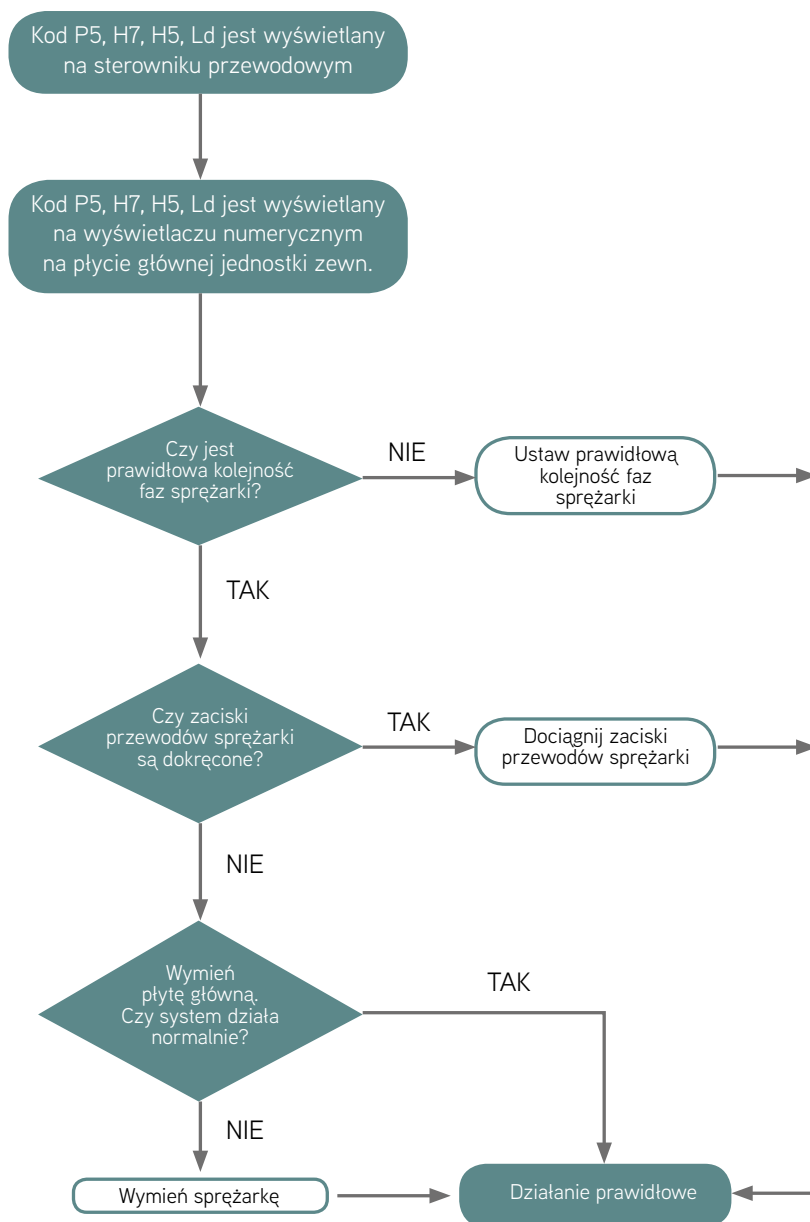 Kod P5, H7, H5, Ld jest wyświetlany
na sterowniku przewodowym
Kod P5, H7, H5, Ld jest wyświetlany
na wyświetlaczu numerycznym
na płycie głównej jednostki zewn.
Czy jest
prawidłowa kolejność
faz sprężarki?
NIE
Ustaw prawidłową
kolejność faz
sprężarki
TAK
Czy zaciski
przewodów sprężarki
są dokręcone?
TAK
Dociągnij zaciski
przewodów sprężarki
NIE
Wymień
płytę główną.
Czy system działa
normalnie?
TAK
NIE
Wymień sprężarkę
Działanie prawidłowe